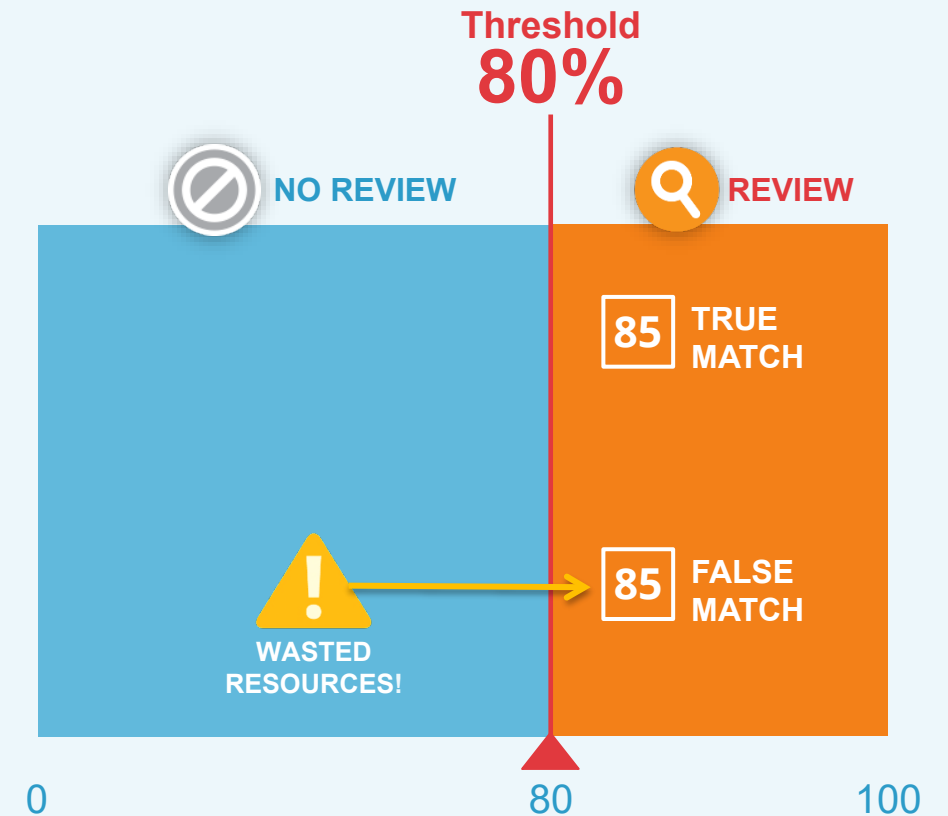 Threshold
80%
NO REVIEW
REVIEW
85
TRUE
MATCH
85
FALSE
MATCH
WASTED
RESOURCES!
0
80
100